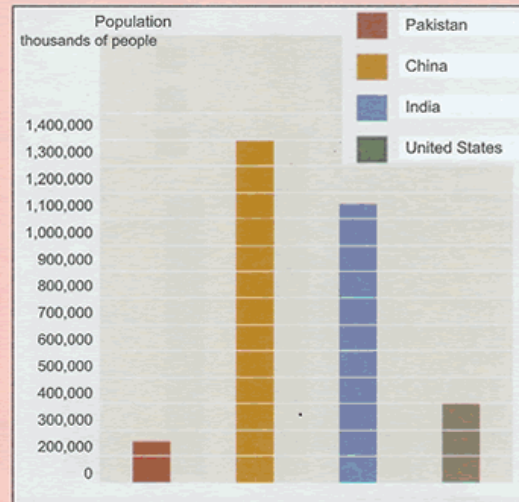 Population
thousands of people
Pakistan
China
India
United States
1,400,000
1,300,000
1,200,000
1,100,000
1,000,000
900,000
800,000
700,000
600,000
500,000
400,000
300,000
200,000
0